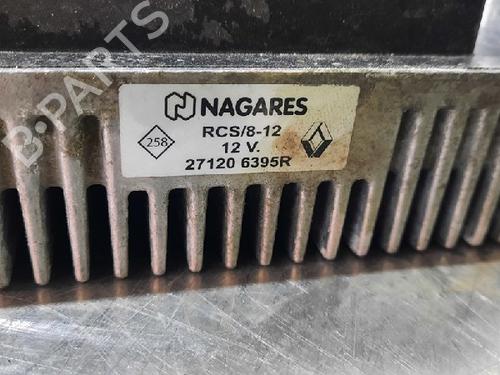 B-PARTS
NAGARES
RCS/8-12
258
12 V.
27120 6395R